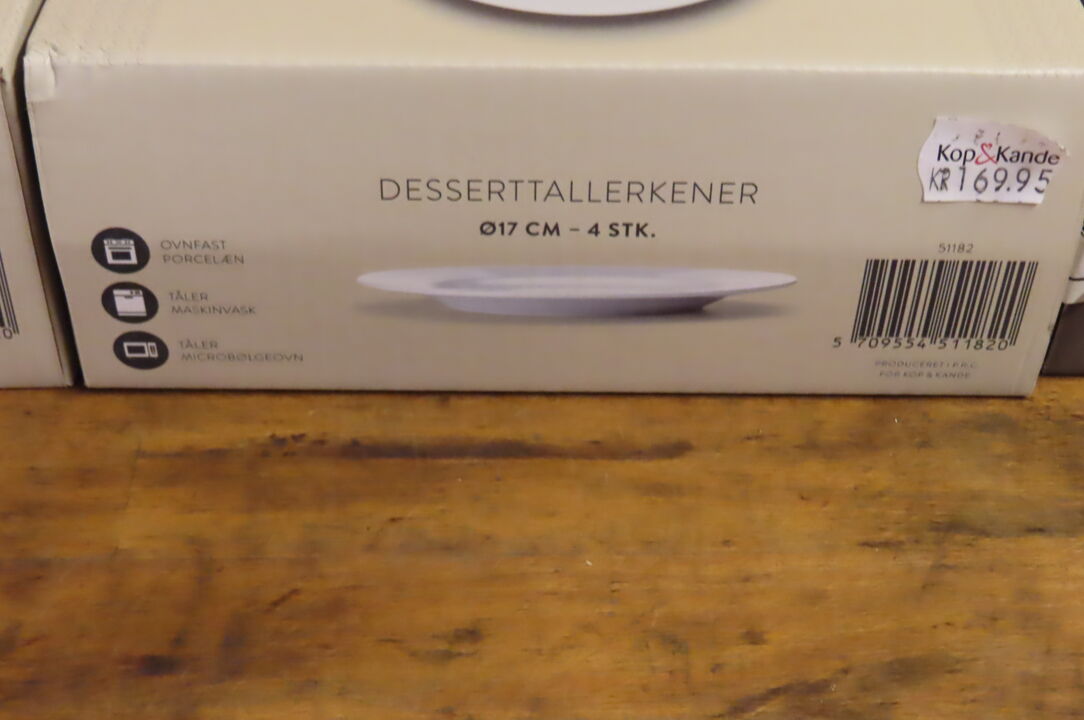 DESSERTTALLERKENER
Ø17 CM – 4 STK.
OVNFAST
PORCELÆN
TÅLER
MASKINVASK
TÅLER
MICROBØLGEOVN
Kop&Kande
KR 169.95
51182
5 709554 511820
PRODUCERET I P.R.C.
FOR KOP & KANDE
0